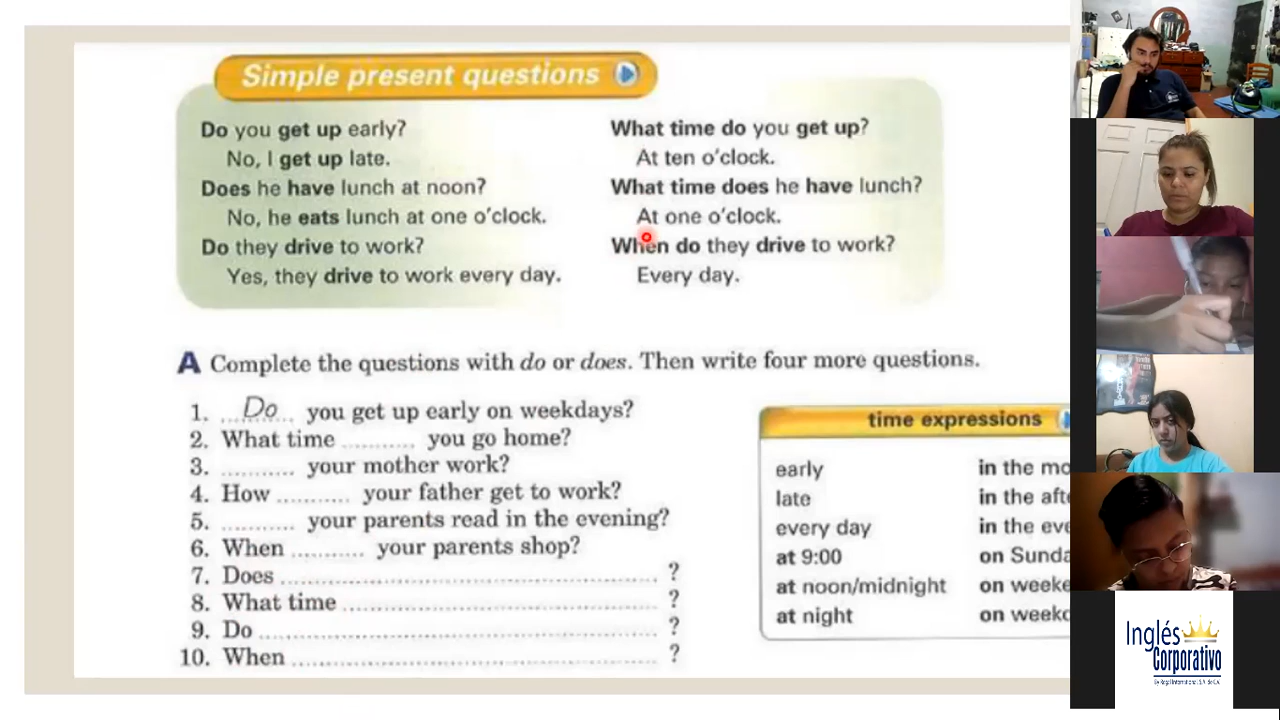 Simple present questions
Do you get up early?
No, I get up late.
Does he have lunch at noon?
No, he eats lunch at one o'clock.
Do they drive to work?
Yes, they drive to work every day.
What time do you get up?
At ten o'clock.
What time does he have lunch?
At one o'clock.
When do they drive to work?
Every day.
A Complete the questions with do or does. Then write four more questions.
1. Do you get up early on weekdays?
2. What time .......... you go home?
3. .......... your mother work?
4. How .......... your father get to work?
5. .......... your parents read in the evening?
6. When .......... your parents shop?
7. Does .......... ?
8. What time .......... ?
9. Do .......... ?
10. When .......... ?
time expressions
early
late
every day
at 9:00
at noon/midnight
at night
in the mo
in the aft
in the eve
on Sunda
on weeke
on weekd
Inglés
Corporativo